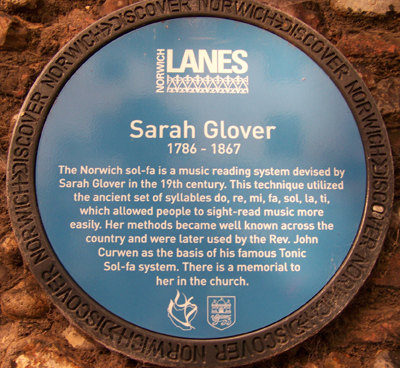 DISCOVER NORWICH DISCOVER NORWICH DISCOVER NORWICH DISCOVER NORWICH DISCOVER NORWICH
NORWICH
LANES
Sarah Glover
1786 - 1867
The Norwich sol-fa is a music reading system devised by
Sarah Glover in the 19th century. This technique utilized
the ancient set of syllables do, re, mi, fa, sol, la, ti,
which allowed people to sight-read music more
easily. Her methods became well known across the
country and were later used by the Rev. John
Curwen as the basis of his famous Tonic
Sol-fa system. There is a memorial to
her in the church.